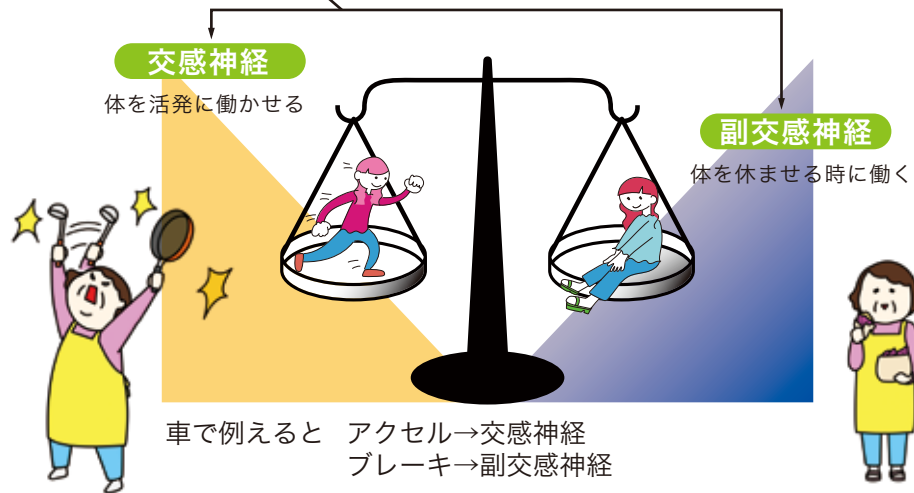 交感神経
体を活発に働かせる
副交感神経
体を休ませる時に働く
車で例えると アクセル→交感神経
ブレーキ→副交感神経